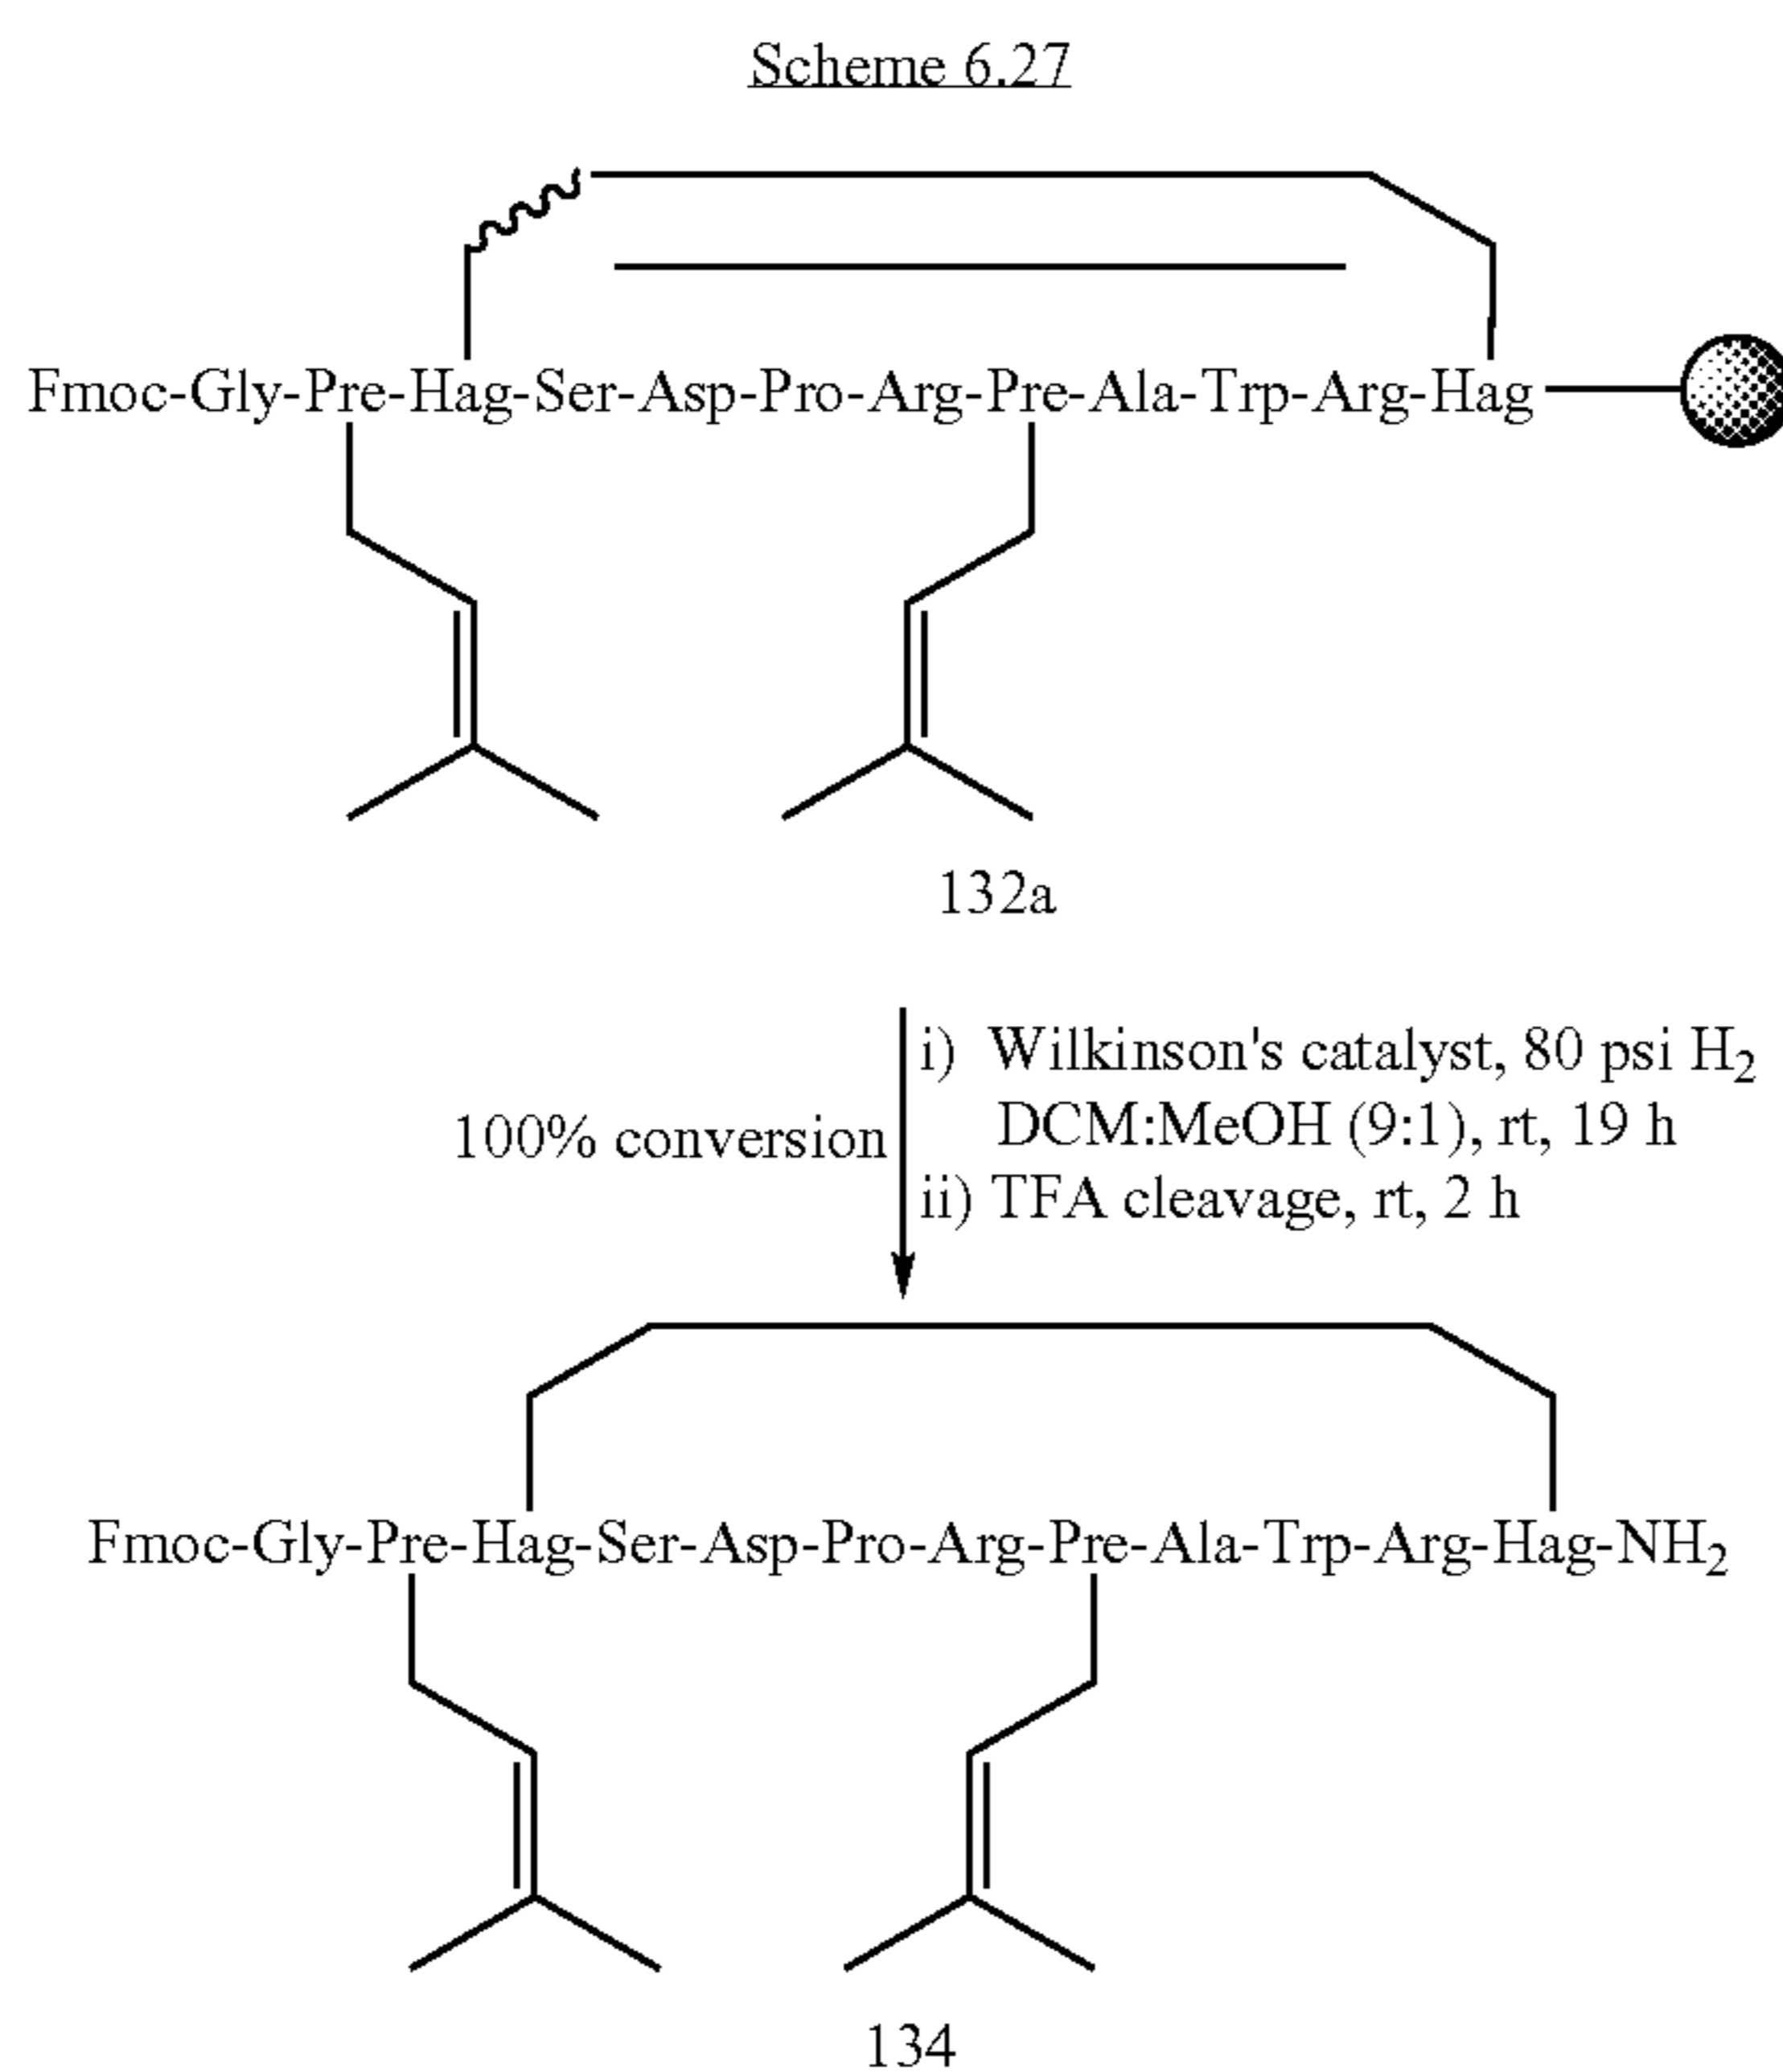 Scheme 6.27
Fmoc-Gly-Pre-Hag-Ser-Asp-Pro-Arg-Pre-Ala-Trp-Arg-Hag
132a
100% conversion
i) Wilkinson's catalyst, 80 psi H₂
DCM:MeOH (9:1), rt, 19 h
ii) TFA cleavage, rt, 2 h
Fmoc-Gly-Pre-Hag-Ser-Asp-Pro-Arg-Pre-Ala-Trp-Arg-Hag-NH₂
134